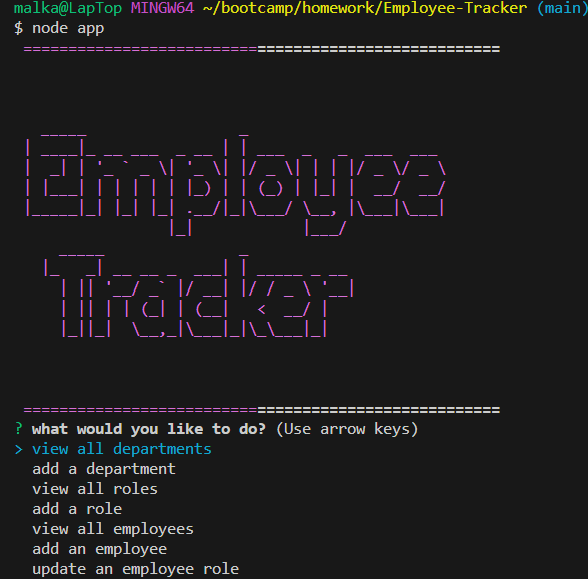 malka@LapTop MINGW64 ~/bootcamp/homework/Employee-Tracker (main)
$ node app
=====================================================
Employee
Tracker
=====================================================
? what would you like to do? (Use arrow keys)
> view all departments
add a department
view all roles
add a role
view all employees
add an employee
update an employee role